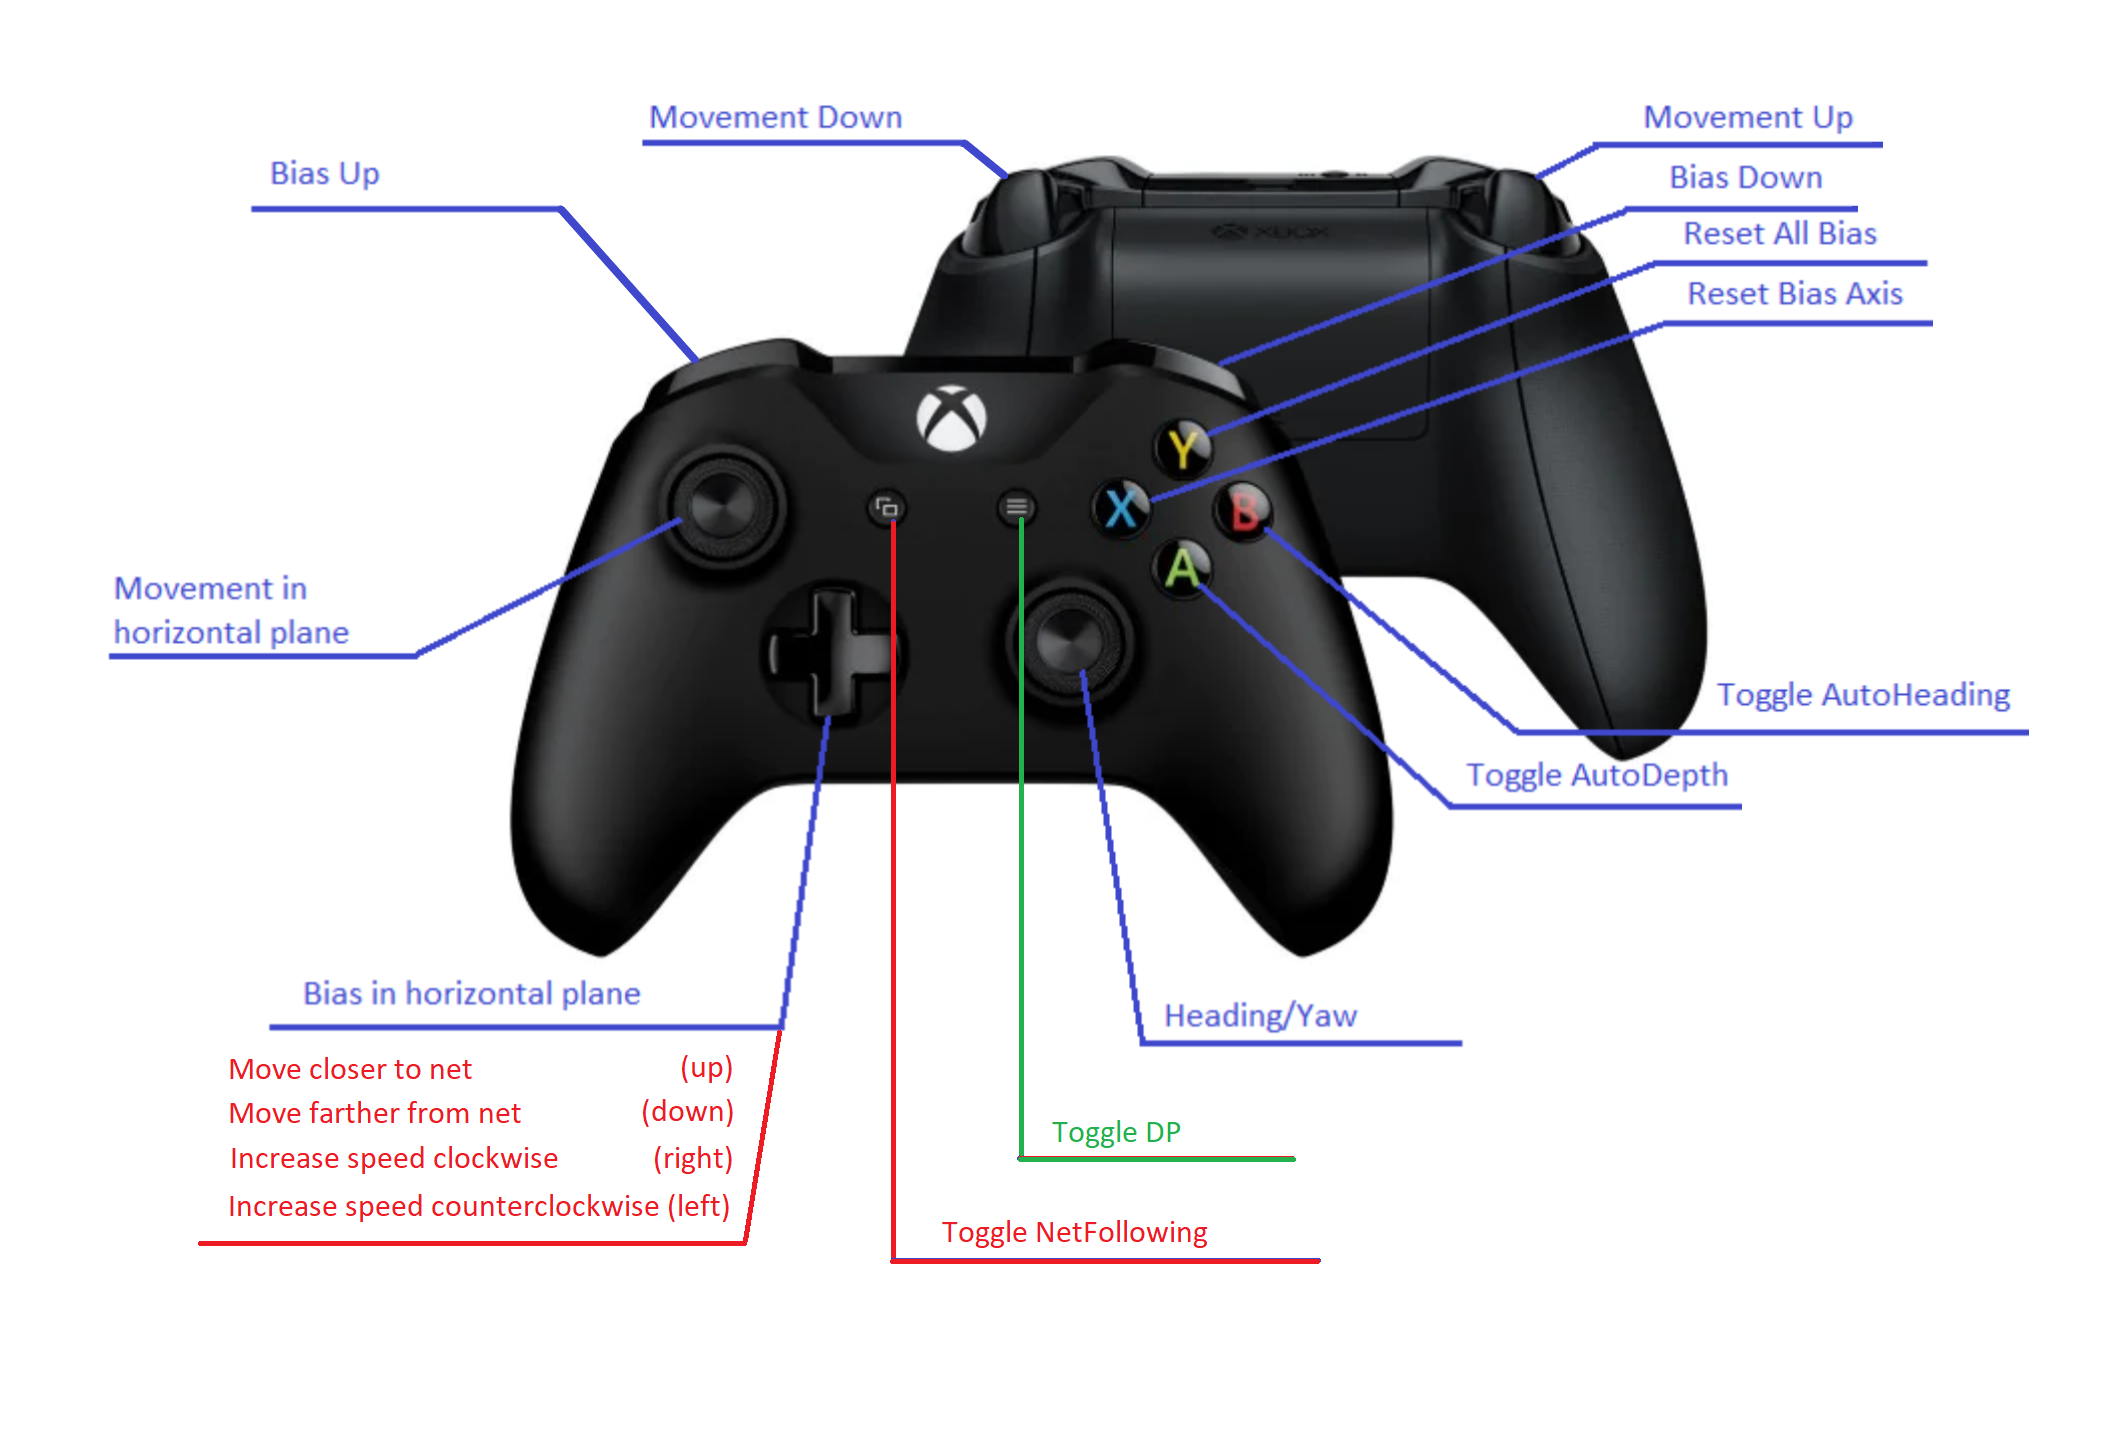 Movement Down
Movement Up
Bias Up
Bias Down
Reset All Bias
Reset Bias Axis
XBOX
Y
X
B
A
Movement in
horizontal plane
Toggle AutoHeading
Toggle AutoDepth
Bias in horizontal plane
Heading/Yaw
Move closer to net (up)
Move farther from net (down)
Increase speed clockwise (right)
Increase speed counterclockwise (left)
Toggle DP
Toggle NetFollowing